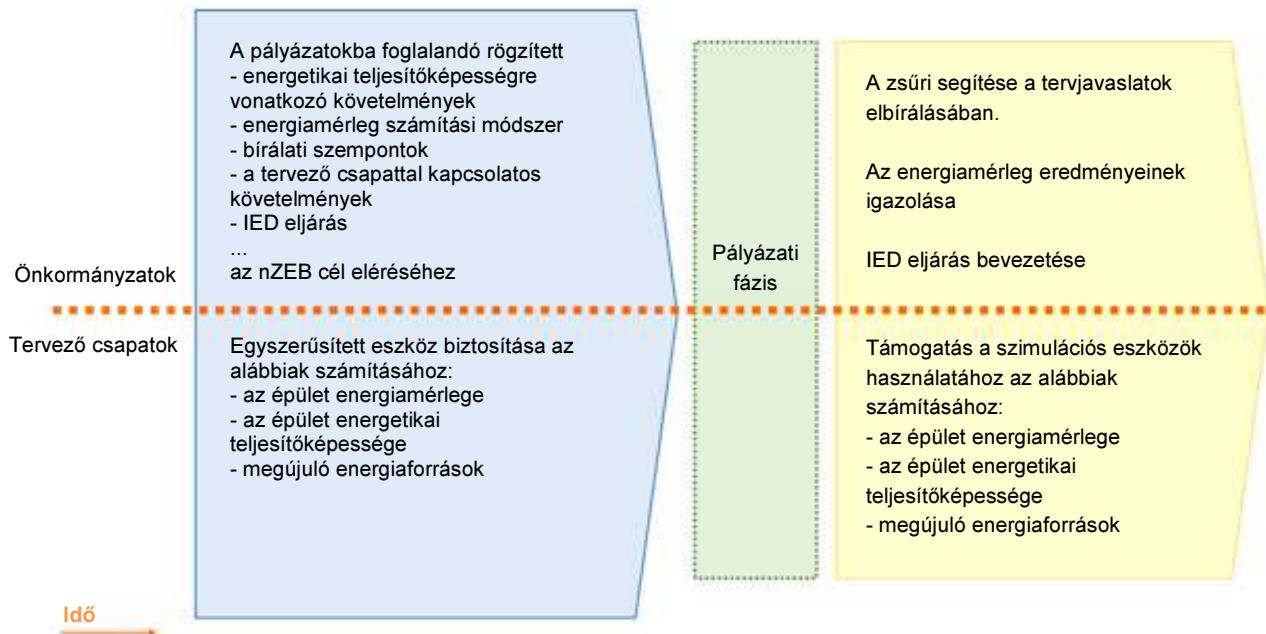 A pályázatokba foglalandó rögzített
- energetikai teljesítőképességre
vonatkozó követelmények
- energiamérleg számítási módszer
- bírálati szempontok
- a tervező csapattal kapcsolatos
követelmények
- IED eljárás
...
az nZEB cél eléréséhez
Önkormányzatok
Pályázati
fázis
A zsűri segítése a tervjavaslatok
elbírálásában.
Az energiamérleg eredményeinek
igazolása
IED eljárás bevezetése
Tervező csapatok
Egyszerűsített eszköz biztosítása az
alábbiak számításához:
- az épület energiamérlege
- az épület energetikai
teljesítőképessége
- megújuló energiaforrások
Támogatás a szimulációs eszközök
használatához az alábbiak
számításához:
- az épület energiamérlege
- az épület energetikai
teljesítőképessége
- megújuló energiaforrások
Idő